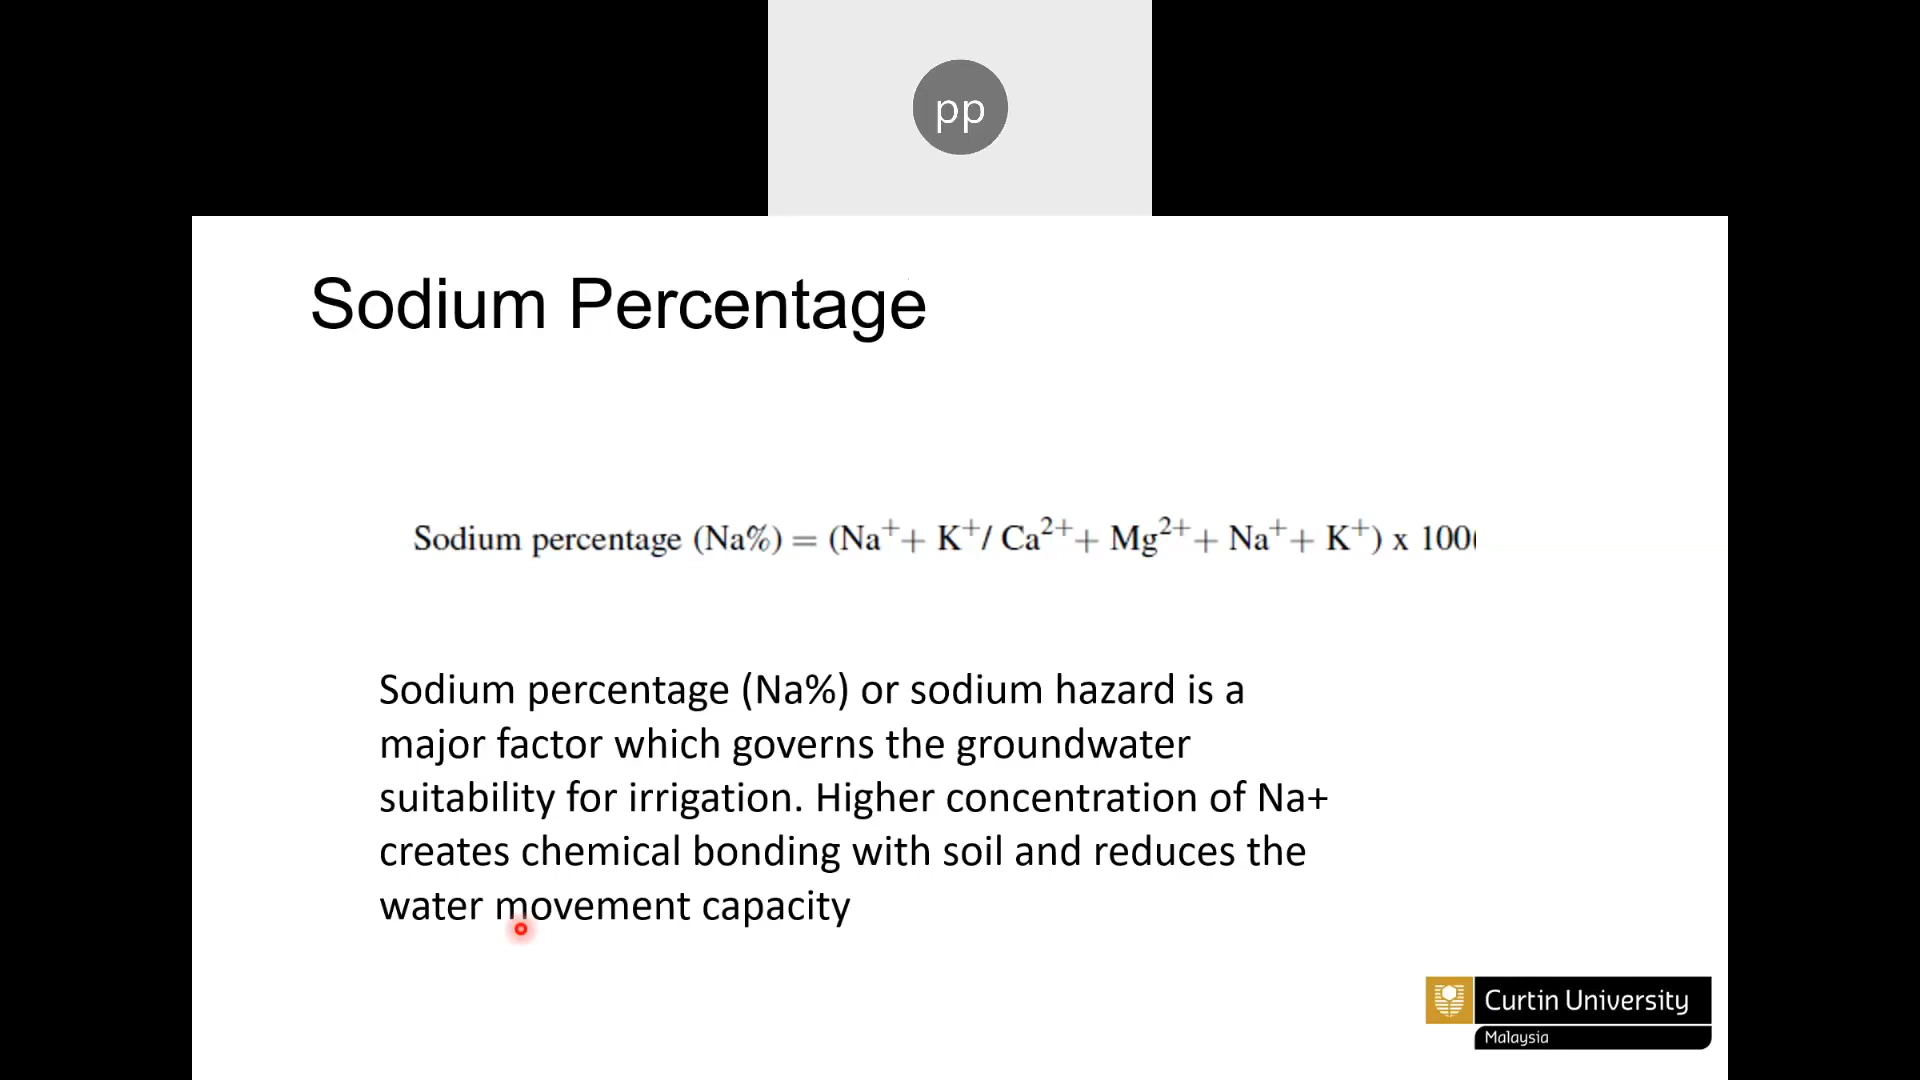 pp
Sodium Percentage
Sodium percentage (Na%) = (Na⁺+ K⁺/ Ca²⁺+ Mg²⁺+ Na⁺+ K⁺) x 100
Sodium percentage (Na%) or sodium hazard is a
major factor which governs the groundwater
suitability for irrigation. Higher concentration of Na+
creates chemical bonding with soil and reduces the
water movement capacity
Curtin University
Malaysia